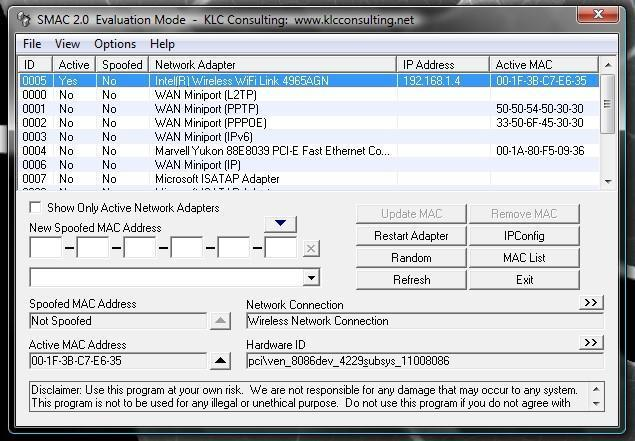 SMAC 2.0 Evaluation Mode - KLC Consulting: www.klcconsulting.net
File View Options Help
ID Active Spoofed Network Adapter IP Address Active MAC
0005 Yes No Intel(R) Wireless WiFi Link 4965AGN 192.168.1.4 00-1F-3B-C7-E6-35
0000 No No WAN Miniport (L2TP)
0001 No No WAN Miniport (PPTP) 50-50-54-50-30-30
0002 No No WAN Miniport (PPPOE) 33-50-6F-45-30-30
0003 No No WAN Miniport (IPv6)
0004 No No Marvell Yukon 88E8039 PCI-E Fast Ethernet Co... 00-1A-80-F5-09-36
0006 No No WAN Miniport (IP)
0007 No No Microsoft ISATAP Adapter
Show Only Active Network Adapters
New Spoofed MAC Address
Update MAC Remove MAC
Restart Adapter IPConfig
Random MAC List
Refresh Exit
Spoofed MAC Address
Not Spoofed
Network Connection >>
Wireless Network Connection
Active MAC Address
00-1F-3B-C7-E6-35
Hardware ID >>
pci\ven_8086dev_4229subsys_11008086
Disclaimer: Use this program at your own risk. We are not responsible for any damage that may occur to any system.
This program is not to be used for any illegal or unethical purpose. Do not use this program if you do not agree with